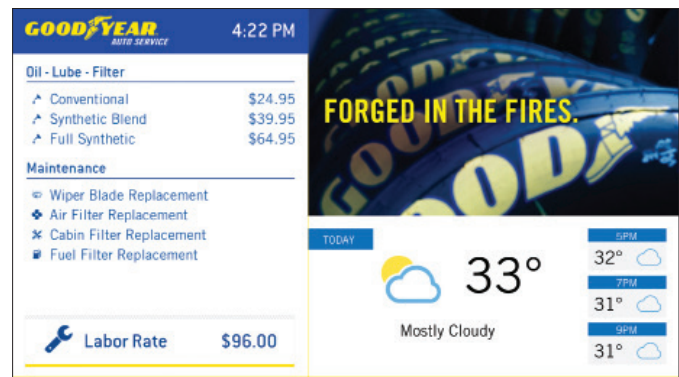 GOODYEAR
AUTO SERVICE
4:22 PM
Oil - Lube - Filter
Conventional $24.95
Synthetic Blend $39.95
Full Synthetic $64.95
Maintenance
Wiper Blade Replacement
Air Filter Replacement
Cabin Filter Replacement
Fuel Filter Replacement
Labor Rate $96.00
FORGED IN THE FIRES.
TODAY
33°
Mostly Cloudy
5PM
32°
7PM
31°
9PM
31°